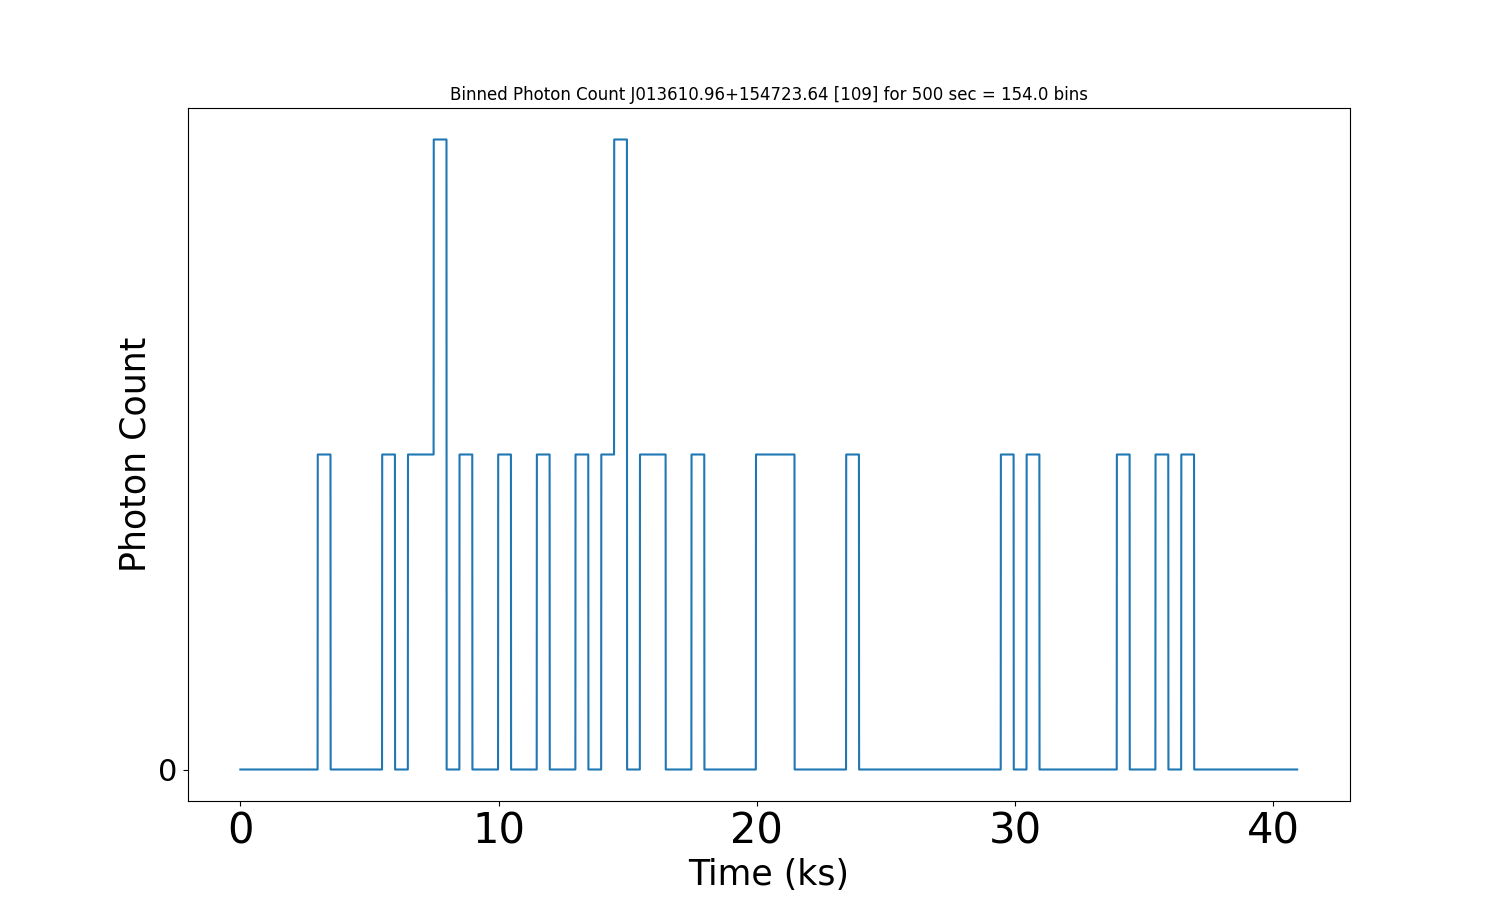 Binned Photon Count J013610.96+154723.64 [109] for 500 sec = 154.0 bins
Photon Count
0
0 10 20 30 40
Time (ks)